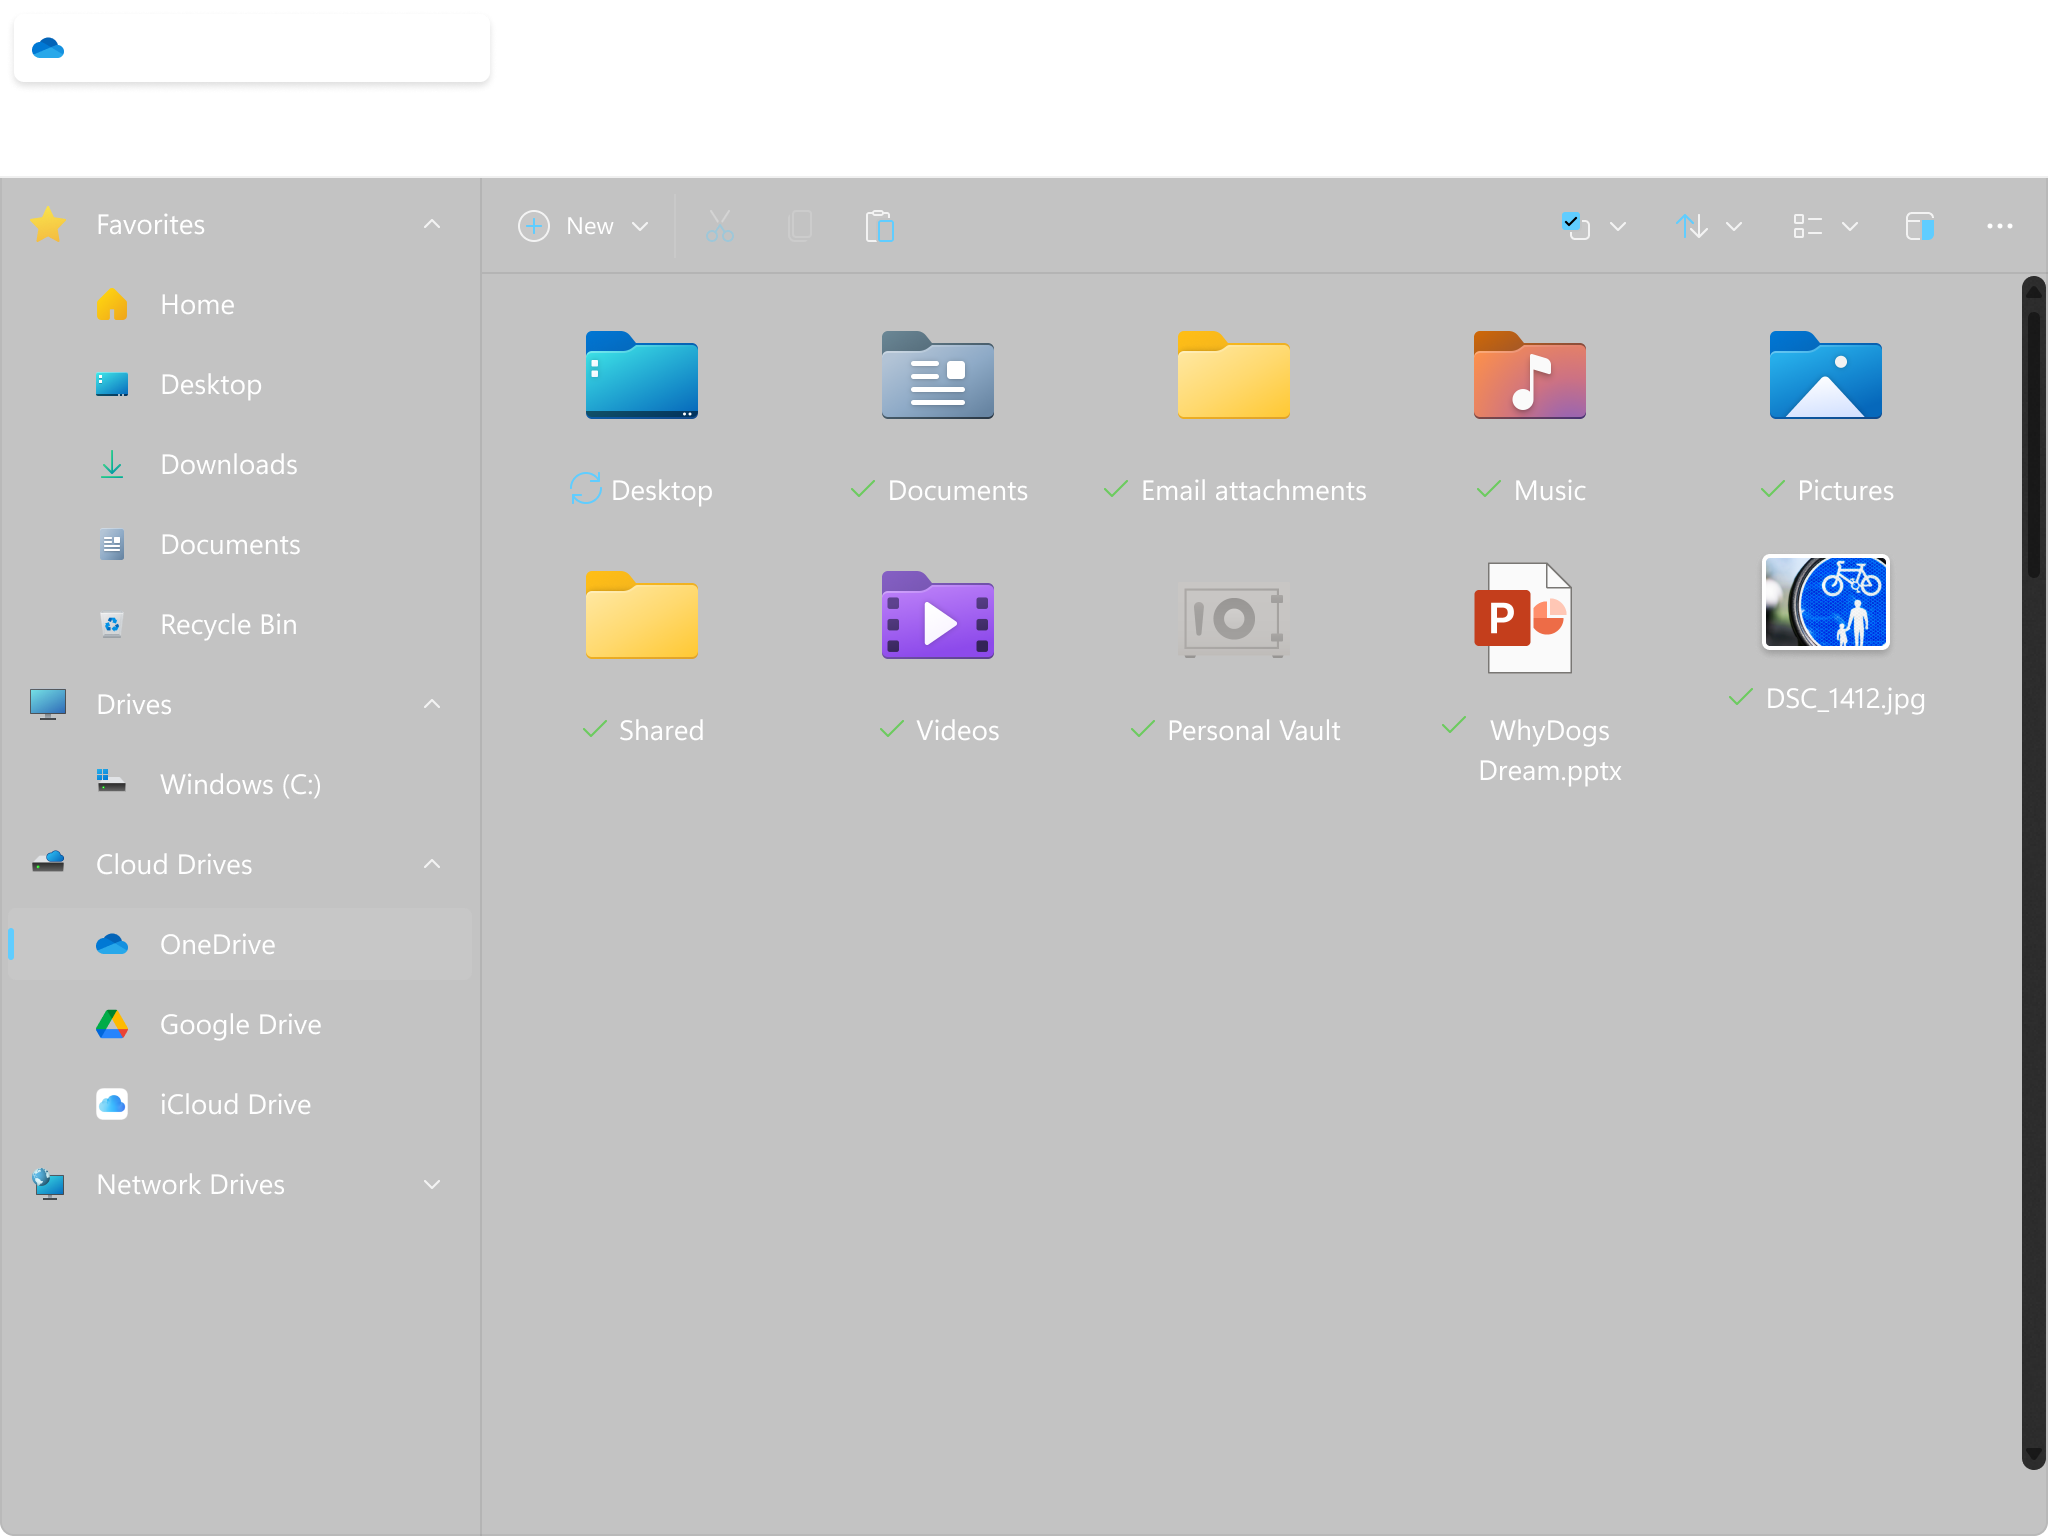 Favorites
Home
Desktop
Downloads
Documents
Recycle Bin
Drives
Windows (C:)
Cloud Drives
OneDrive
Google Drive
iCloud Drive
Network Drives
New
Desktop
Documents
Email attachments
Music
Pictures
Shared
Videos
Personal Vault
P
WhyDogs
Dream.pptx
DSC_1412.jpg